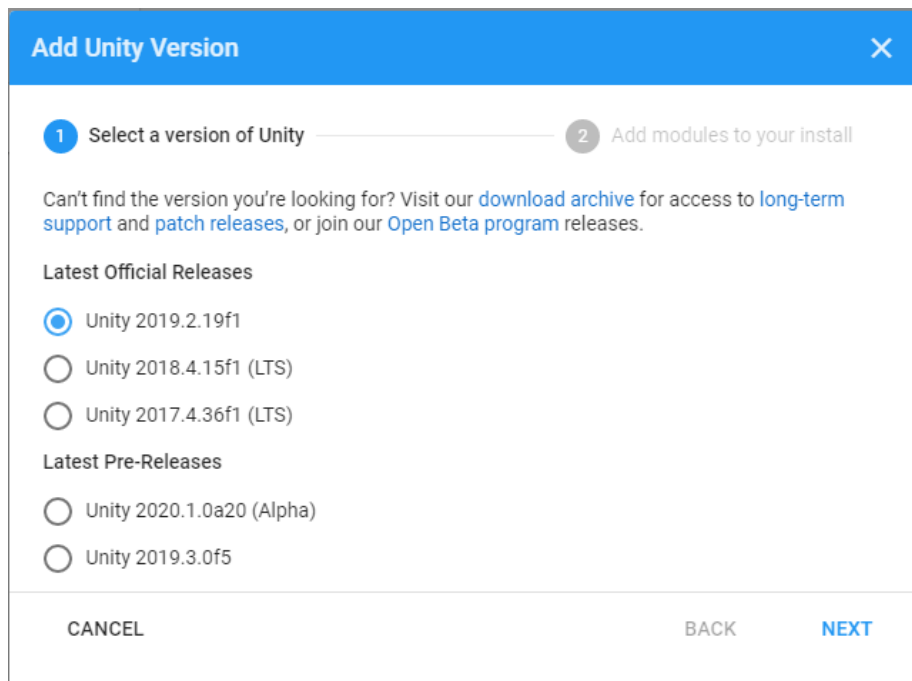 Add Unity Version
1 Select a version of Unity 2 Add modules to your install
Can't find the version you're looking for? Visit our download archive for access to long-term
support and patch releases, or join our Open Beta program releases.
Latest Official Releases
Unity 2019.2.19f1
Unity 2018.4.15f1 (LTS)
Unity 2017.4.36f1 (LTS)
Latest Pre-Releases
Unity 2020.1.0a20 (Alpha)
Unity 2019.3.0f5
CANCEL BACK NEXT